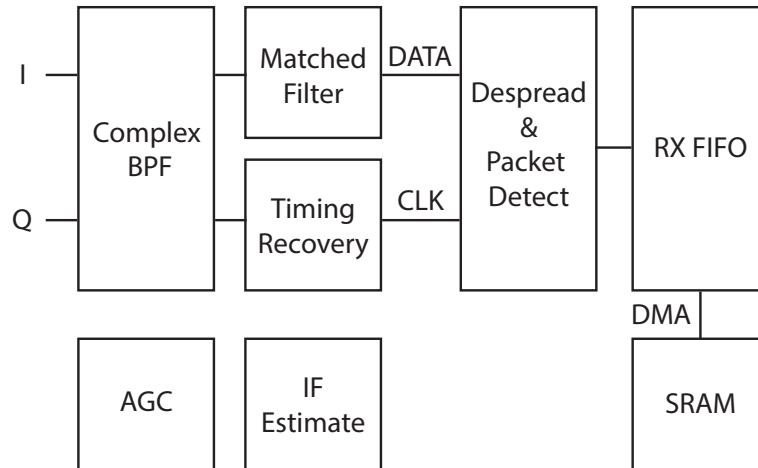 I
Q
Complex
BPF
Matched
Filter
Timing
Recovery
DATA
CLK
Despread
&
Packet
Detect
RX FIFO
DMA
AGC
IF
Estimate
SRAM